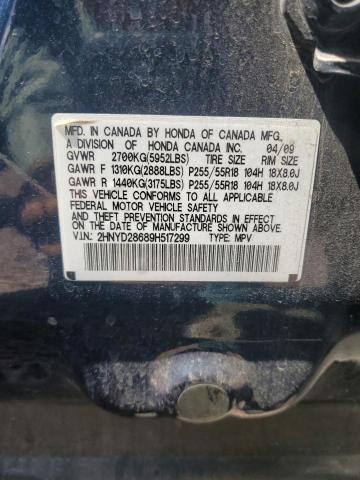 MFD. IN CANADA BY HONDA OF CANADA MFG.,
A DIVISION OF HONDA CANADA INC. 04/09
GVWR 2700KG(5952LBS) TIRE SIZE RIM SIZE
GAWR F 1310KG(2888LBS) P255/55R18 104H 18X8.0J
GAWR R 1440KG(3175LBS) P255/55R18 104H 18X8.0J
THIS VEHICLE CONFORMS TO ALL APPLICABLE
FEDERAL MOTOR VEHICLE SAFETY STANDARDS
IN EFFECT ON THE DATE OF MANUFACTURE SHOWN ABOVE.
V.I.N.: 2HNYD28689H517299 TYPE: MPV